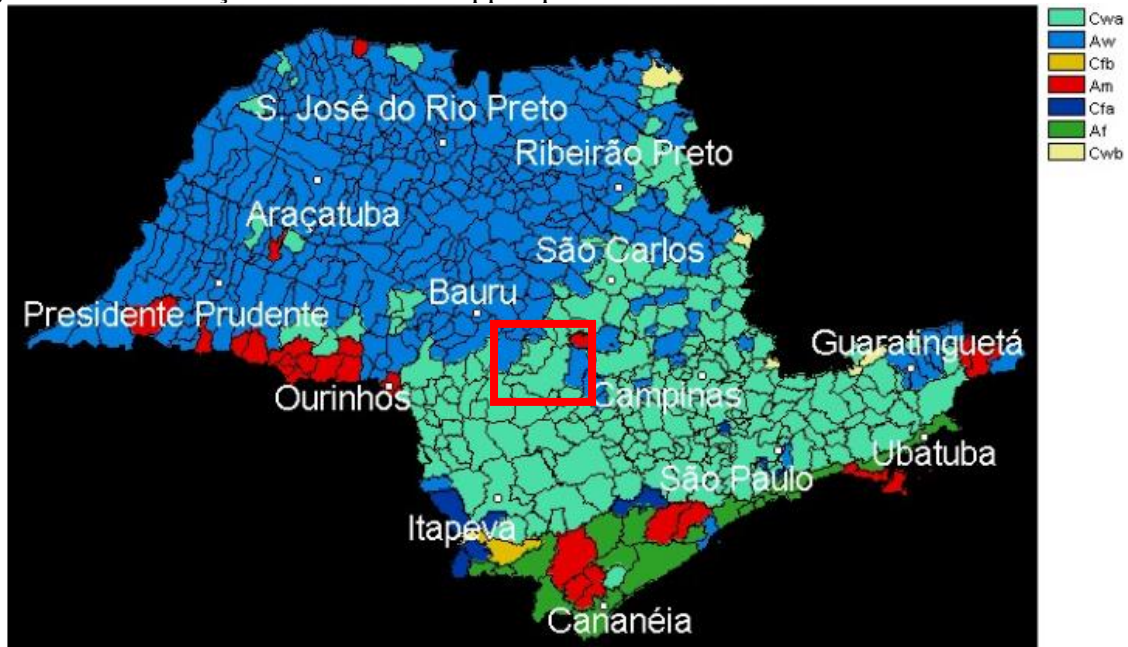 Cwa
Aw
Cfb
Am
Cfa
Af
Cwb
S. José do Rio Preto
Ribeirão Preto
Araçatuba
São Carlos
Bauru
Presidente Prudente
Guaratinguetá
Ourinhos
Campinas
Ubatuba
São Paulo
Itapeva
Cananéia